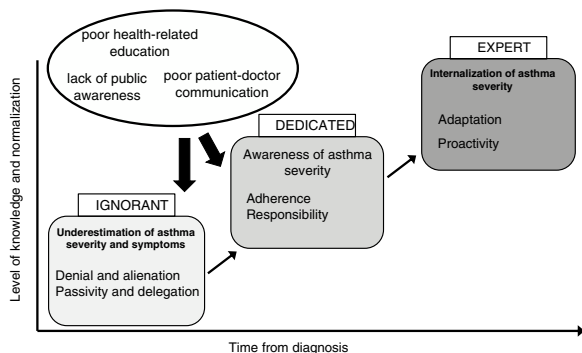 poor health-related
education
lack of public
awareness
poor patient-doctor
communication
EXPERT
Internalization of asthma
severity
Adaptation
Proactivity
DEDICATED
Awareness of asthma
severity
Adherence
Responsibility
IGNORANT
Underestimation of asthma
severity and symptoms
Denial and alienation
Passivity and delegation
Level of knowledge and normalization
Time from diagnosis